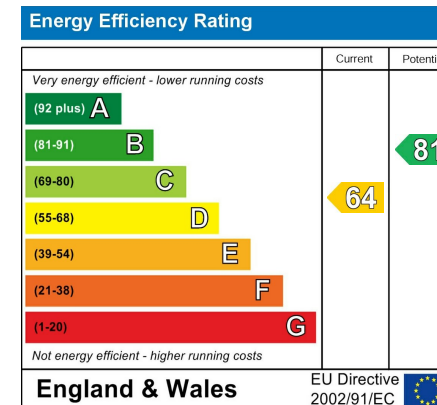 Energy Efficiency Rating
Current Potenti
Very energy efficient - lower running costs
(92 plus) A
(81-91) B
81
(69-80) C
64
(55-68) D
(39-54) E
(21-38) F
(1-20) G
Not energy efficient - higher running costs
England & Wales
EU Directive
2002/91/EC